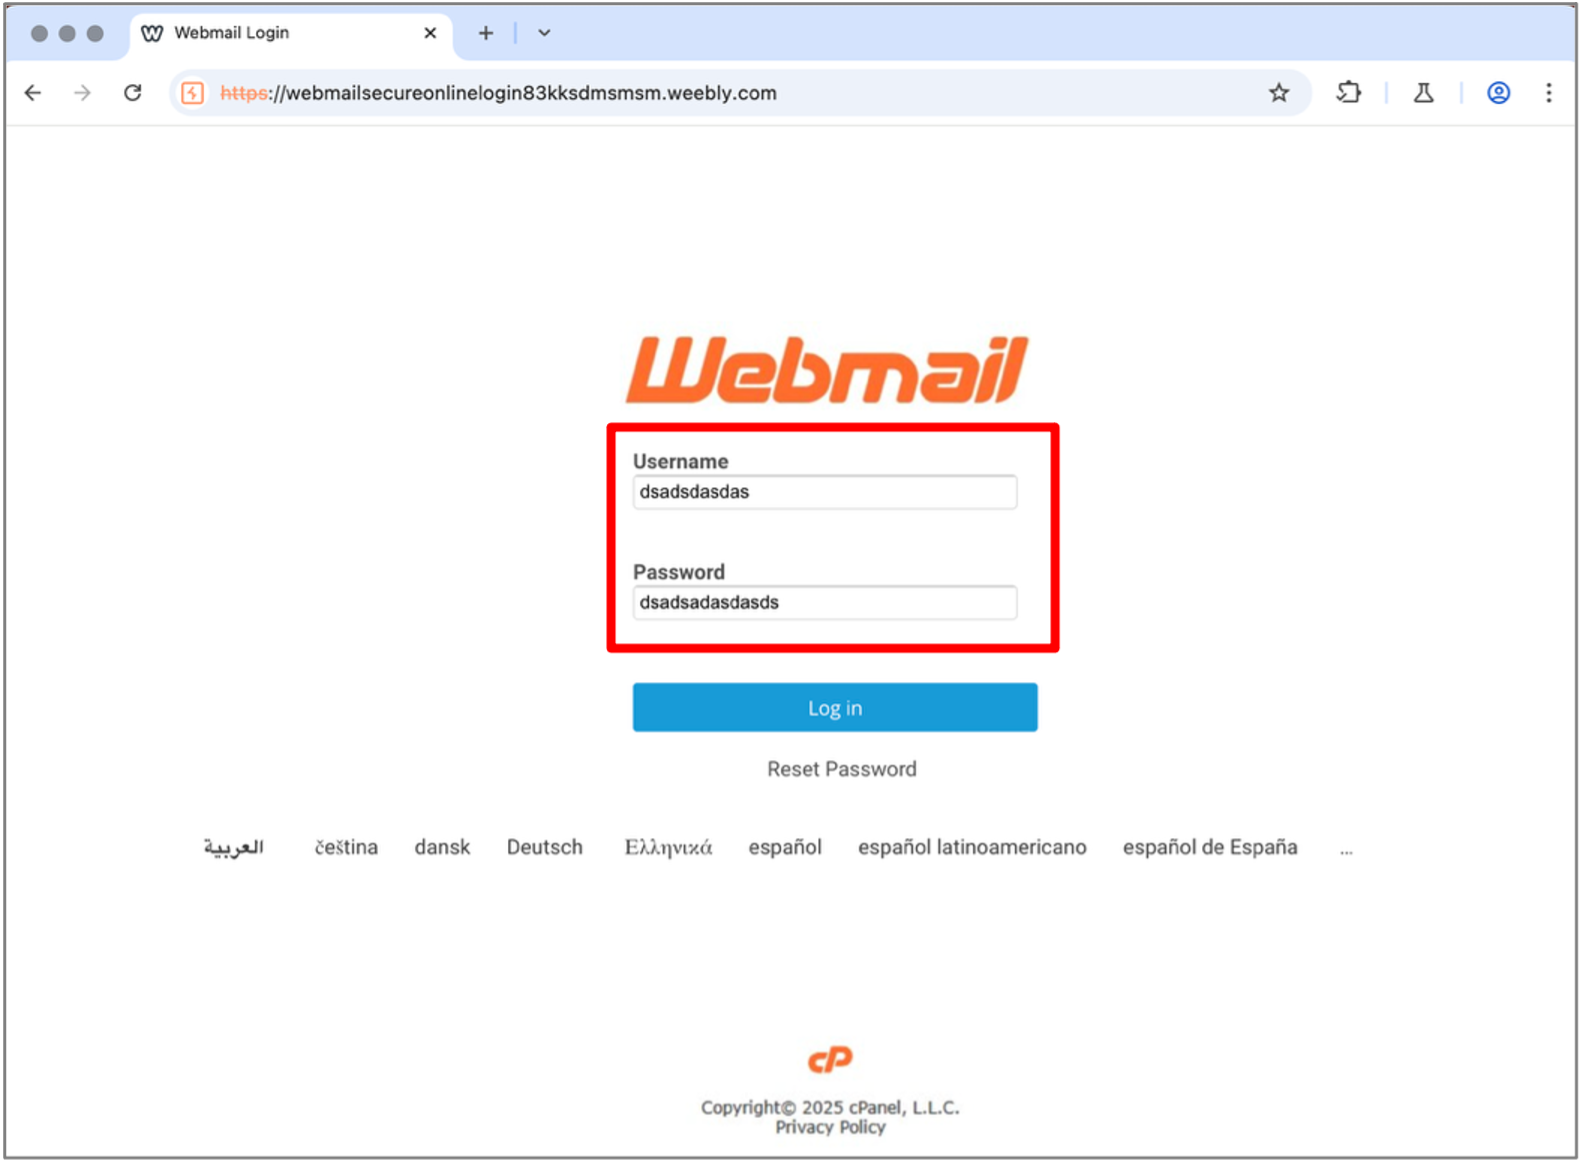 Webmail Login
https://webmailsecureonlinelogin83kksdmsmsm.weebly.com
Webmail
Username
dsadsdasdas
Password
dsadsadasdasds
Log in
Reset Password
العربية čeština dansk Deutsch Ελληνικά español español latinoamericano español de España ...
cP
Copyright© 2025 cPanel, L.L.C.
Privacy Policy